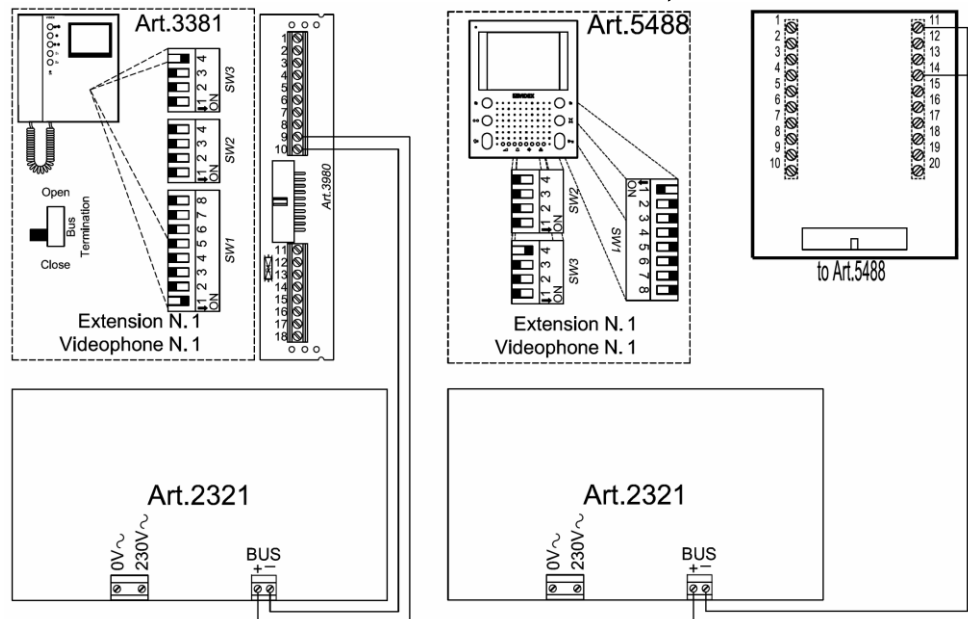 Art.3381
4
3
2
1
ON
SW3
4
3
2
1
ON
SW2
8
7
6
5
4
3
2
1
ON
SW1
Open
Bus
Termination
Close
Extension N. 1
Videophone N. 1
1
2
3
4
5
6
7
8
9
10
Art.3980
11
12
13
14
15
16
17
18
Art.5488
VIDEX
4
3
2
1
ON
SW2
4
3
2
1
ON
SW3
ON
1
2
3
4
5
6
7
8
SW1
Extension N. 1
Videophone N. 1
1
2
3
4
5
6
7
8
9
10
11
12
13
14
15
16
17
18
19
20
to Art.5488
Art.2321
0V~
230V~
BUS
+ −
Art.2321
0V~
230V~
BUS
+ −